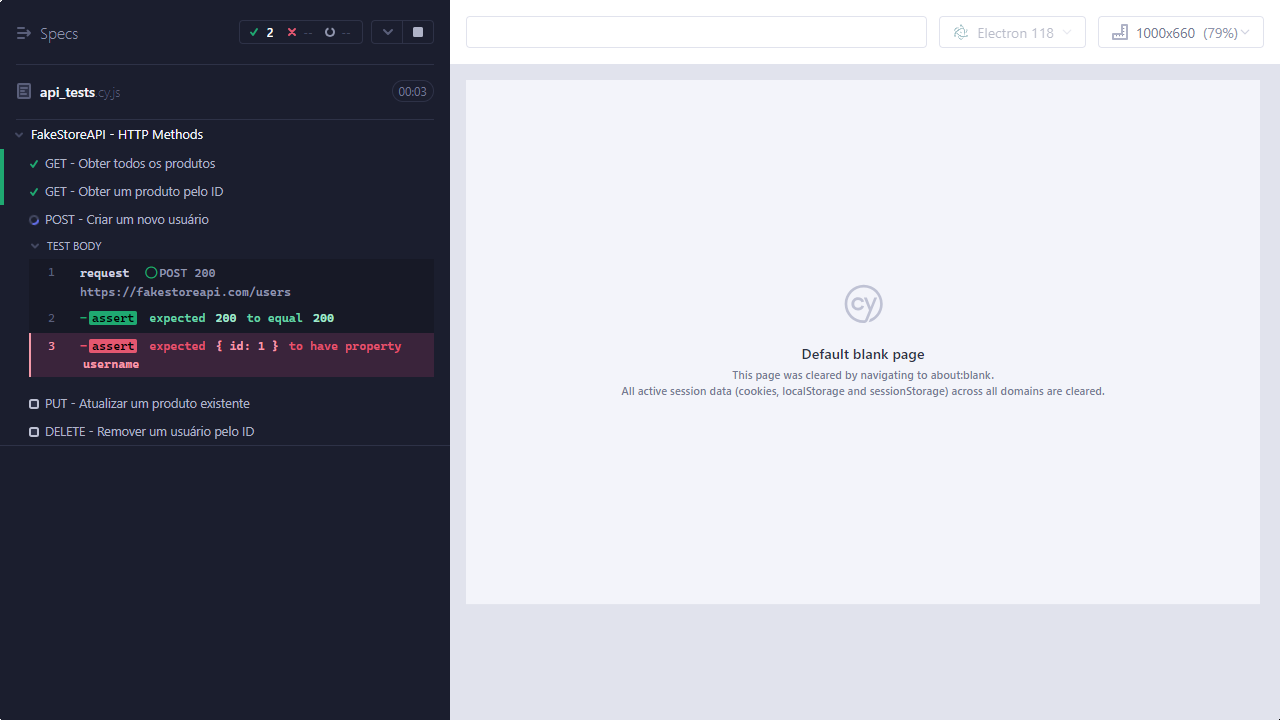 Specs
2 -- --
api_tests cy.js 00:03
FakeStoreAPI - HTTP Methods
GET - Obter todos os produtos
GET - Obter um produto pelo ID
POST - Criar um novo usuário
TEST BODY
1 request POST 200
https://fakestoreapi.com/users
2 -assert expected 200 to equal 200
3 -assert expected { id: 1 } to have property
username
PUT - Atualizar um produto existente
DELETE - Remover um usuário pelo ID
Electron 118
1000x660 (79%)
cy
Default blank page
This page was cleared by navigating to about:blank.
All active session data (cookies, localStorage and sessionStorage) across all domains are cleared.